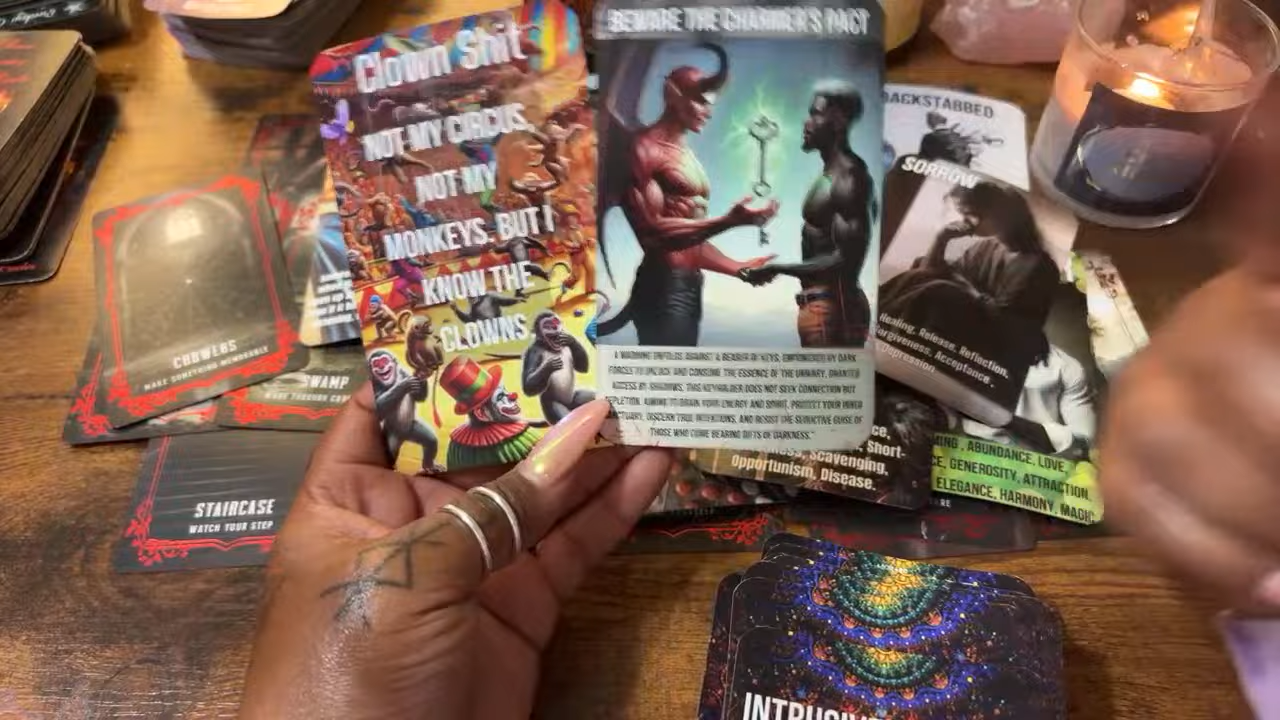 Clown Shit
NOT MY CIRCUS,
NOT MY
MONKEYS. BUT I
KNOW THE
CLOWNS.
BEWARE THE CHARMER'S PACT
A WARNING UNFOLDS AGAINST A BEARER OF KEYS, EMPOWERED BY DARK
FORCES TO UNLOCK AND CONSUME THE ESSENCE OF THE UNWARY. GRANTED
ACCESS BY SHADOWS, THIS KEYHOLDER DOES NOT SEEK CONNECTION BUT
DEPLETION, AIMING TO DRAIN YOUR ENERGY AND SPIRIT. PROTECT YOUR INNER
SANCTUARY, DISCERN TRUE INTENTIONS, AND RESIST THE SEDUCTIVE GUISE OF
THOSE WHO COME BEARING GIFTS OF DARKNESS."
BACKSTABBED
SORROW
Healing, Release, Reflection,
Forgiveness, Acceptance,
Depression
COBWEBS
MAKE SOMETHING MEMORABLE
SWAMP
STAIRCASE
WATCH YOUR STEP
Short-
Scavenging,
opportunism, Disease.
ABUNDANCE, LOVE,
GENEROSITY, ATTRACTION,
ELEGANCE, HARMONY, MAGIC
INTRUSIVE